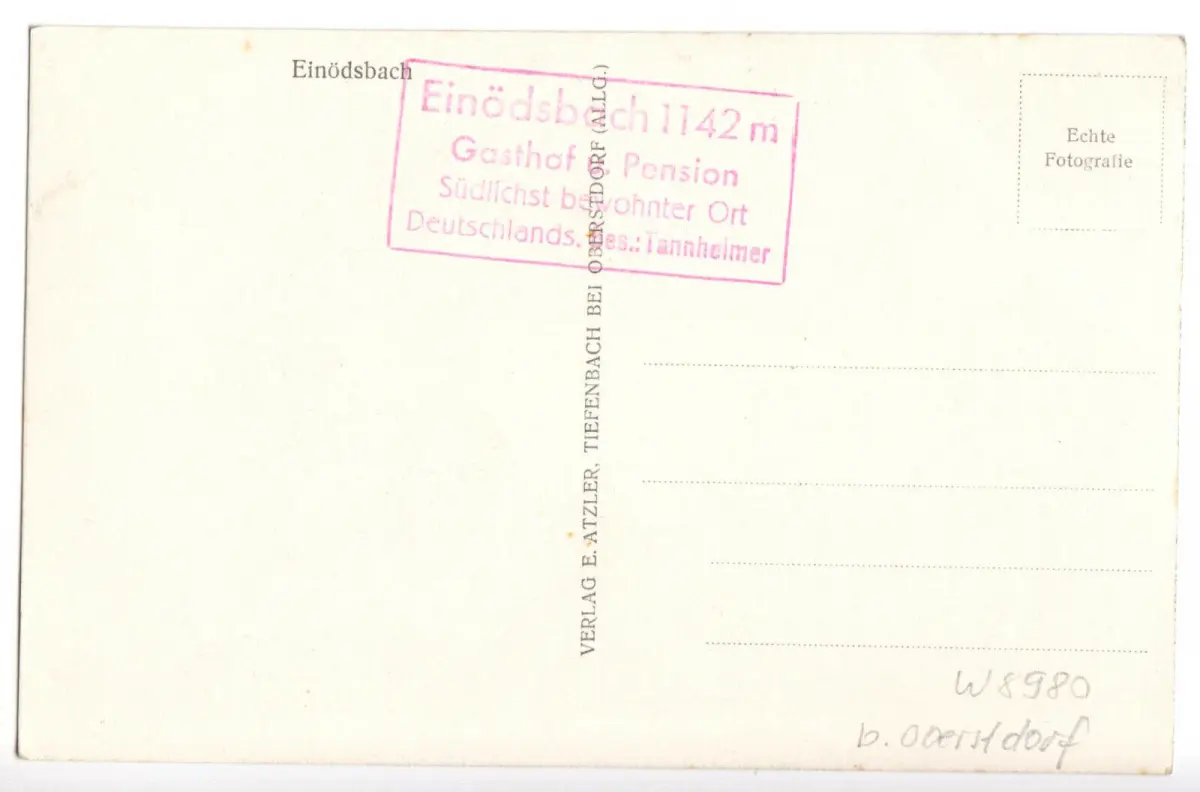 Einödsbach
Einödsbach 1142 m
Gasthof u. Pension
Südlichst bewohnter Ort
Deutschlands. Bes.: Tannheimer
VERLAG E. ATZLER, TIEFENBACH BEI OBERSTDORF (ALLG.)
Echte
Fotografie
W 8980
b. Oberstdorf